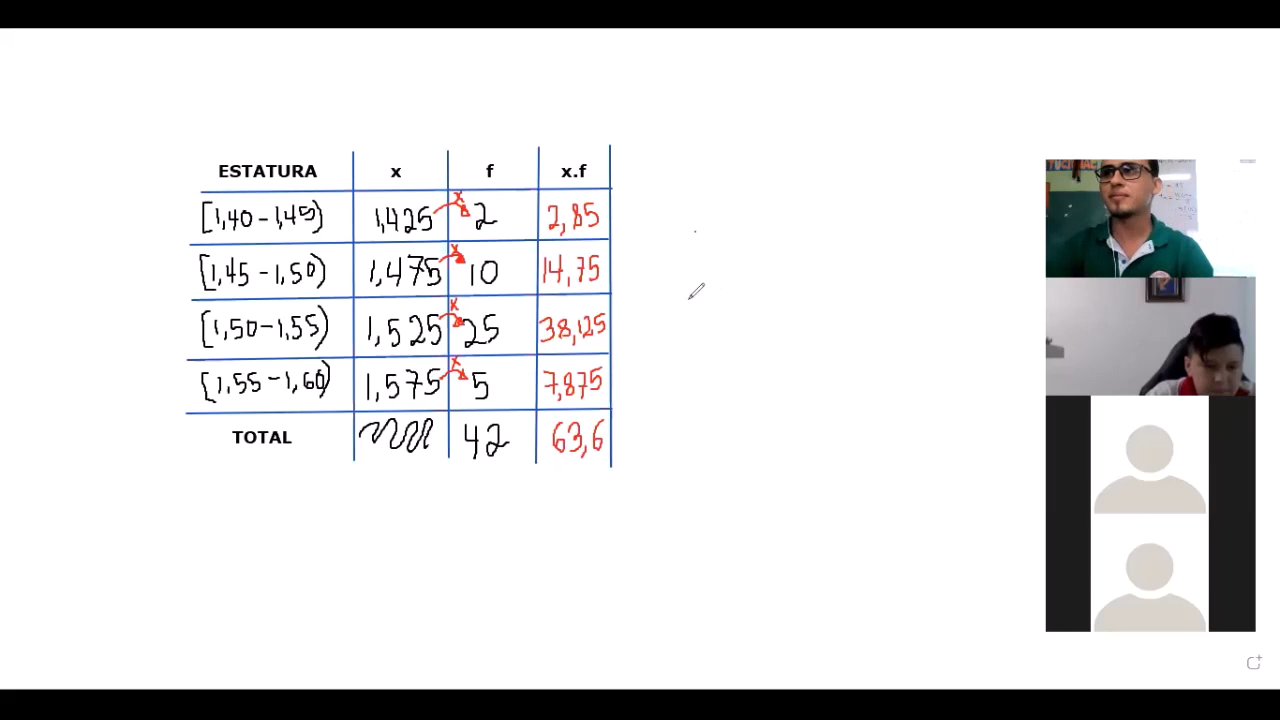 ESTATURA x f x.f
[1,40 - 1,45) 1,425 x 2 2,85
[1,45 - 1,50) 1,475 x 10 14,75
[1,50 - 1,55) 1,525 x 25 38,125
[1,55 - 1,60) 1,575 x 5 7,875
TOTAL 42 63,6